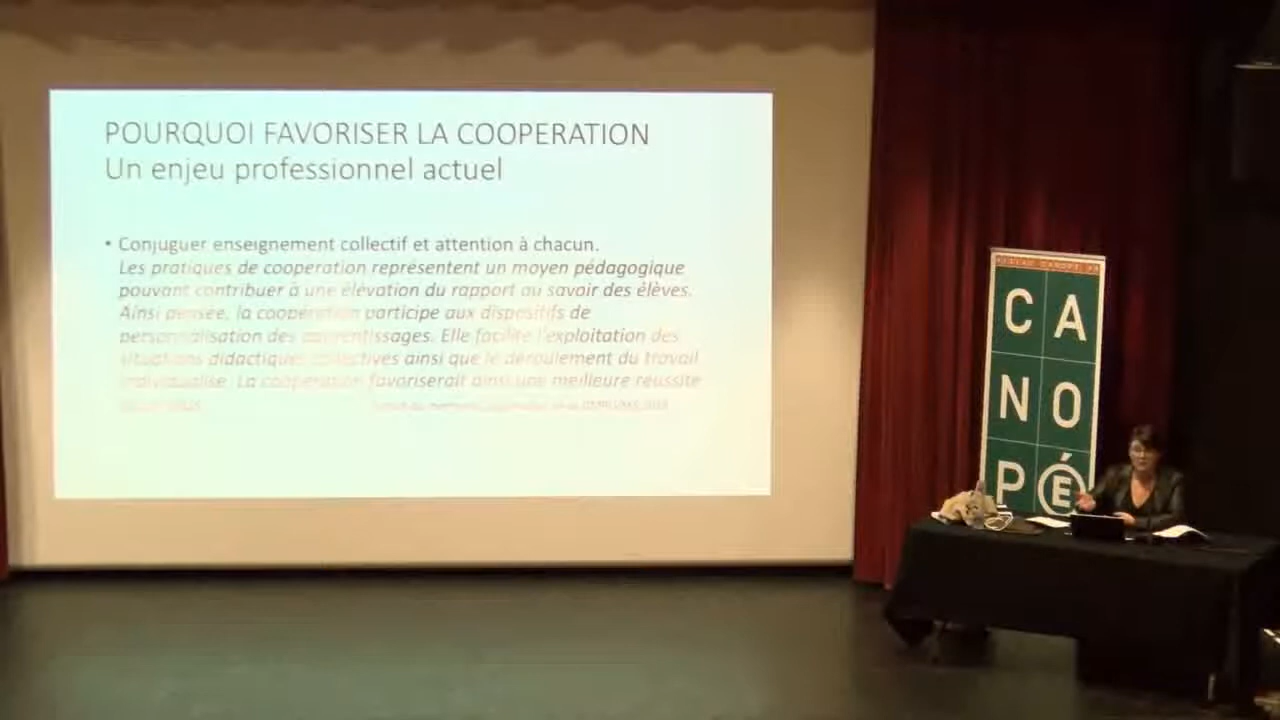 POURQUOI FAVORISER LA COOPERATION
Un enjeu professionnel actuel
• Conjuguer enseignement collectif et attention à chacun.
Les pratiques de cooperation représentent un moyen pédagogique
pouvant contribuer à une élévation du rapport au savoir des élèves.
Ainsi pensée, la coopération participe aux dispositifs de
personnalisation des apprentissages. Elle facilite l'exploitation des
situations didactiques collectives ainsi que le déroulement du travail
individualisé. La coopération favoriserait ainsi une meilleure réussite
CANOPÉ